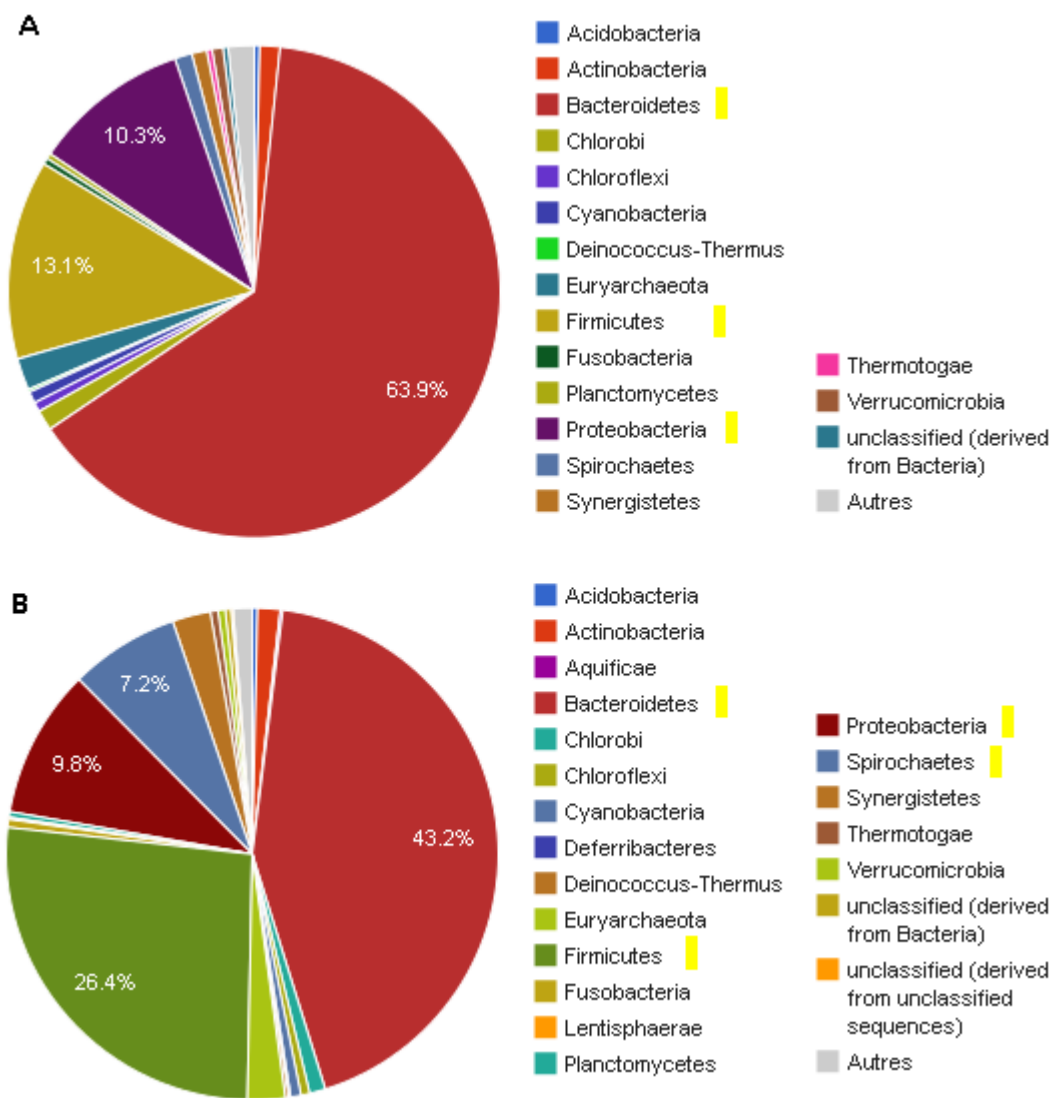 A
10.3%
13.1%
63.9%
Acidobacteria
Actinobacteria
Bacteroidetes
Chlorobi
Chloroflexi
Cyanobacteria
Deinococcus-Thermus
Euryarchaeota
Firmicutes
Fusobacteria
Planctomycetes
Proteobacteria
Spirochaetes
Synergistetes
Thermotogae
Verrucomicrobia
unclassified (derived
from Bacteria)
Autres
B
7.2%
9.8%
43.2%
26.4%
Acidobacteria
Actinobacteria
Aquificae
Bacteroidetes
Chlorobi
Chloroflexi
Cyanobacteria
Deferribacteres
Deinococcus-Thermus
Euryarchaeota
Firmicutes
Fusobacteria
Lentisphaerae
Planctomycetes
Proteobacteria
Spirochaetes
Synergistetes
Thermotogae
Verrucomicrobia
unclassified (derived
from Bacteria)
unclassified (derived
from unclassified
sequences)
Autres